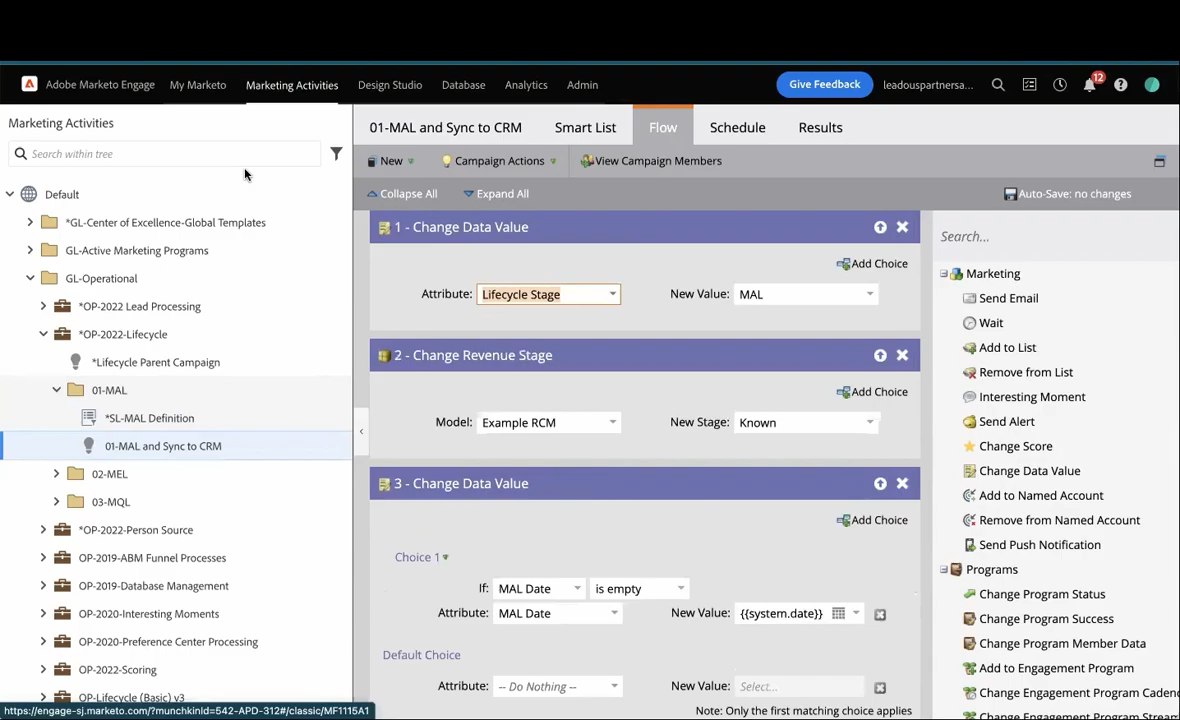 Adobe Marketo Engage My Marketo Marketing Activities Design Studio Database Analytics Admin Give Feedback leadouspartnersa... 12
Marketing Activities
Search within tree
Default
*GL-Center of Excellence-Global Templates
GL-Active Marketing Programs
GL-Operational
*OP-2022 Lead Processing
*OP-2022-Lifecycle
*Lifecycle Parent Campaign
01-MAL
*SL-MAL Definition
01-MAL and Sync to CRM
02-MEL
03-MQL
*OP-2022-Person Source
OP-2019-ABM Funnel Processes
OP-2019-Database Management
OP-2020-Interesting Moments
OP-2020-Preference Center Processing
OP-2022-Scoring
OP-Lifecycle (Basic) v3
https://engage-sj.marketo.com/?munchkinId=542-APD-312#/classic/MF1115A1
01-MAL and Sync to CRM Smart List Flow Schedule Results
New Campaign Actions View Campaign Members
Collapse All Expand All Auto-Save: no changes
1 - Change Data Value
Add Choice
Attribute: Lifecycle Stage New Value: MAL
2 - Change Revenue Stage
Add Choice
Model: Example RCM New Stage: Known
3 - Change Data Value
Add Choice
Choice 1
If: MAL Date is empty
Attribute: MAL Date New Value: {{system.date}}
Default Choice
Attribute: -- Do Nothing -- New Value: Select...
Note: Only the first matching choice applies
Search...
Marketing
Send Email
Wait
Add to List
Remove from List
Interesting Moment
Send Alert
Change Score
Change Data Value
Add to Named Account
Remove from Named Account
Send Push Notification
Programs
Change Program Status
Change Program Success
Change Program Member Data
Add to Engagement Program
Change Engagement Program Cadenc
Change Engagement Program Stream